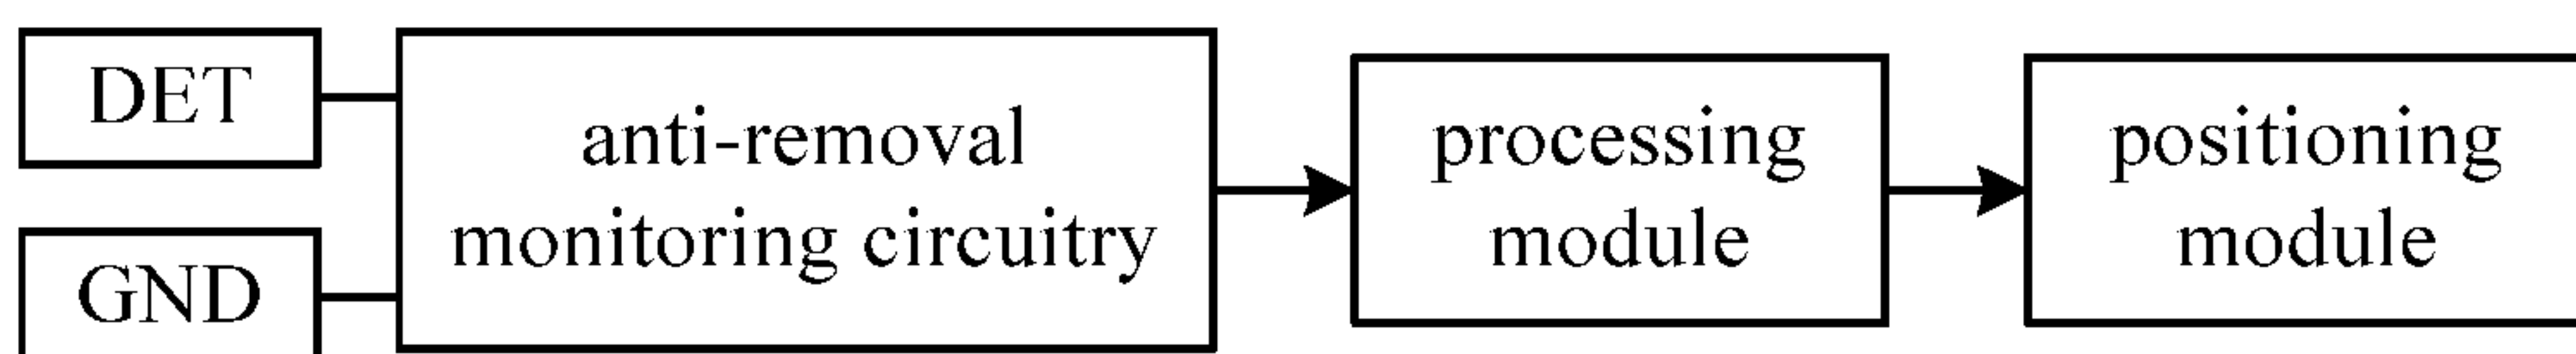 DET
GND
anti-removal
monitoring circuitry
processing
module
positioning
module